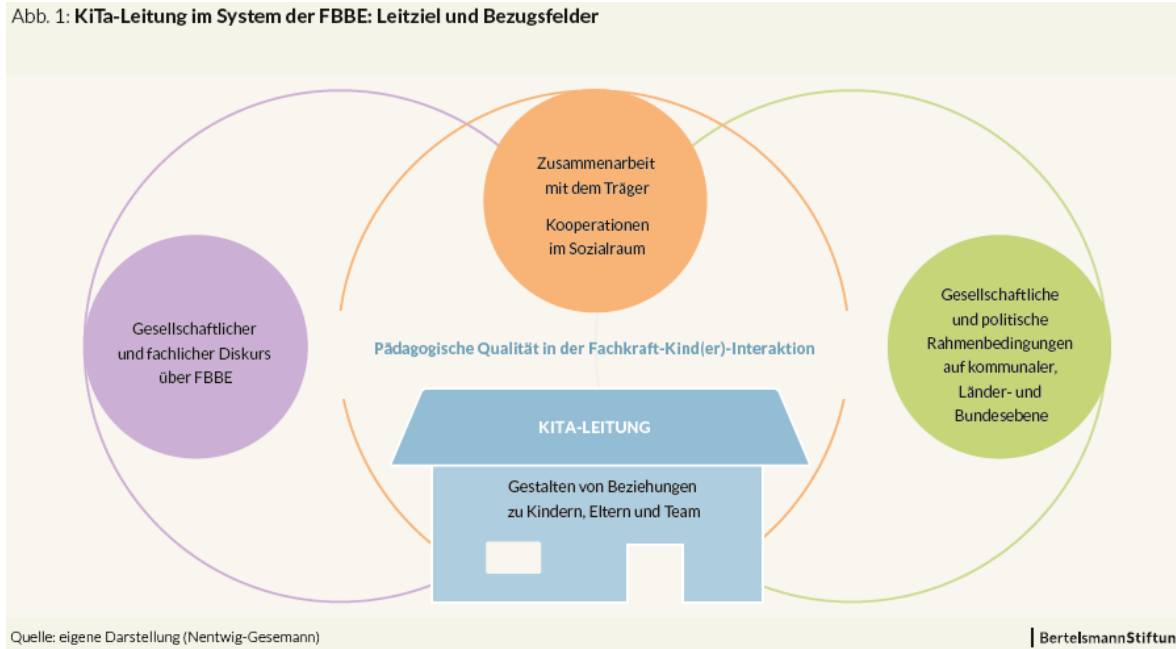 Abb. 1: KiTa-Leitung im System der FBBE: Leitziel und Bezugsfelder
Zusammenarbeit
mit dem Träger
Kooperationen
im Sozialraum
Gesellschaftlicher
und fachlicher Diskurs
über FBBE
Gesellschaftliche
und politische
Rahmenbedingungen
auf kommunaler,
Länder- und
Bundesebene
Pädagogische Qualität in der Fachkraft-Kind(er)-Interaktion
KITA-LEITUNG
Gestalten von Beziehungen
zu Kindern, Eltern und Team
Quelle: eigene Darstellung (Nentwig-Gesemann)
BertelsmannStiftun